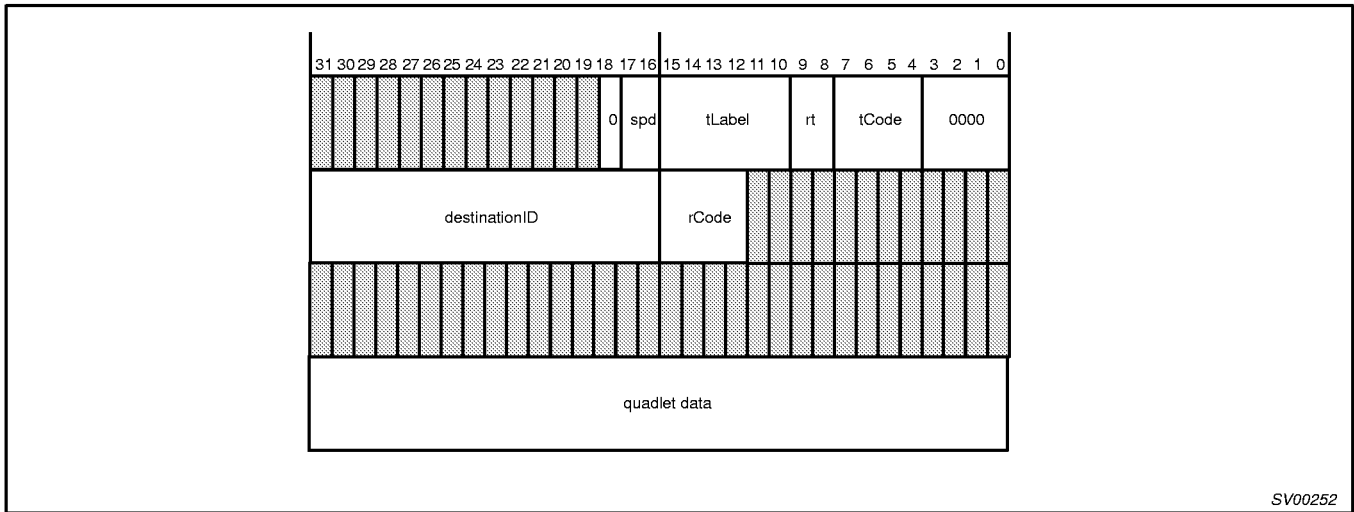 31 30 29 28 27 26 25 24 23 22 21 20 19 18 17 16 15 14 13 12 11 10 9 8 7 6 5 4 3 2 1 0
0 spd tLabel rt tCode 0000
destinationID rCode
quadlet data
SV00252